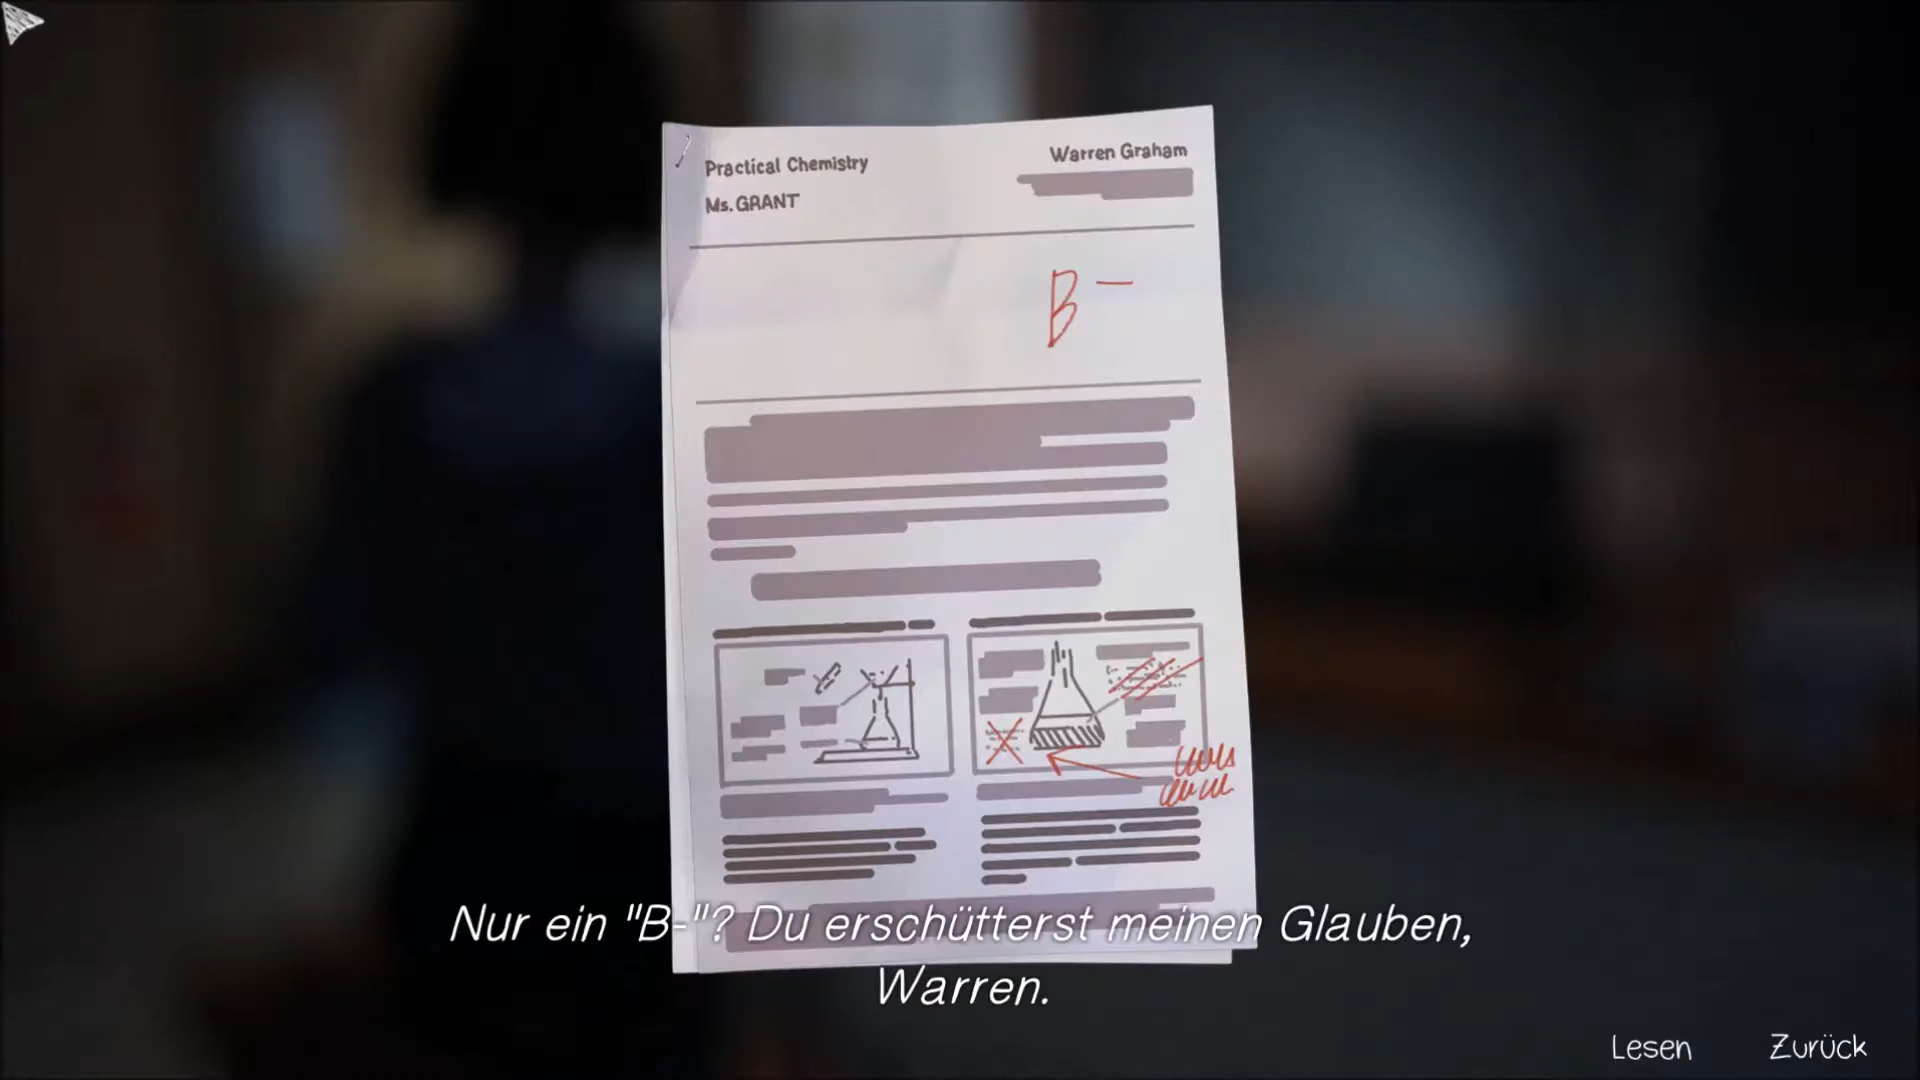 Practical Chemistry
Warren Graham
Ms. GRANT
B-
Nur ein "B-"? Du erschütterst meinen Glauben,
Warren.
Lesen
Zurück